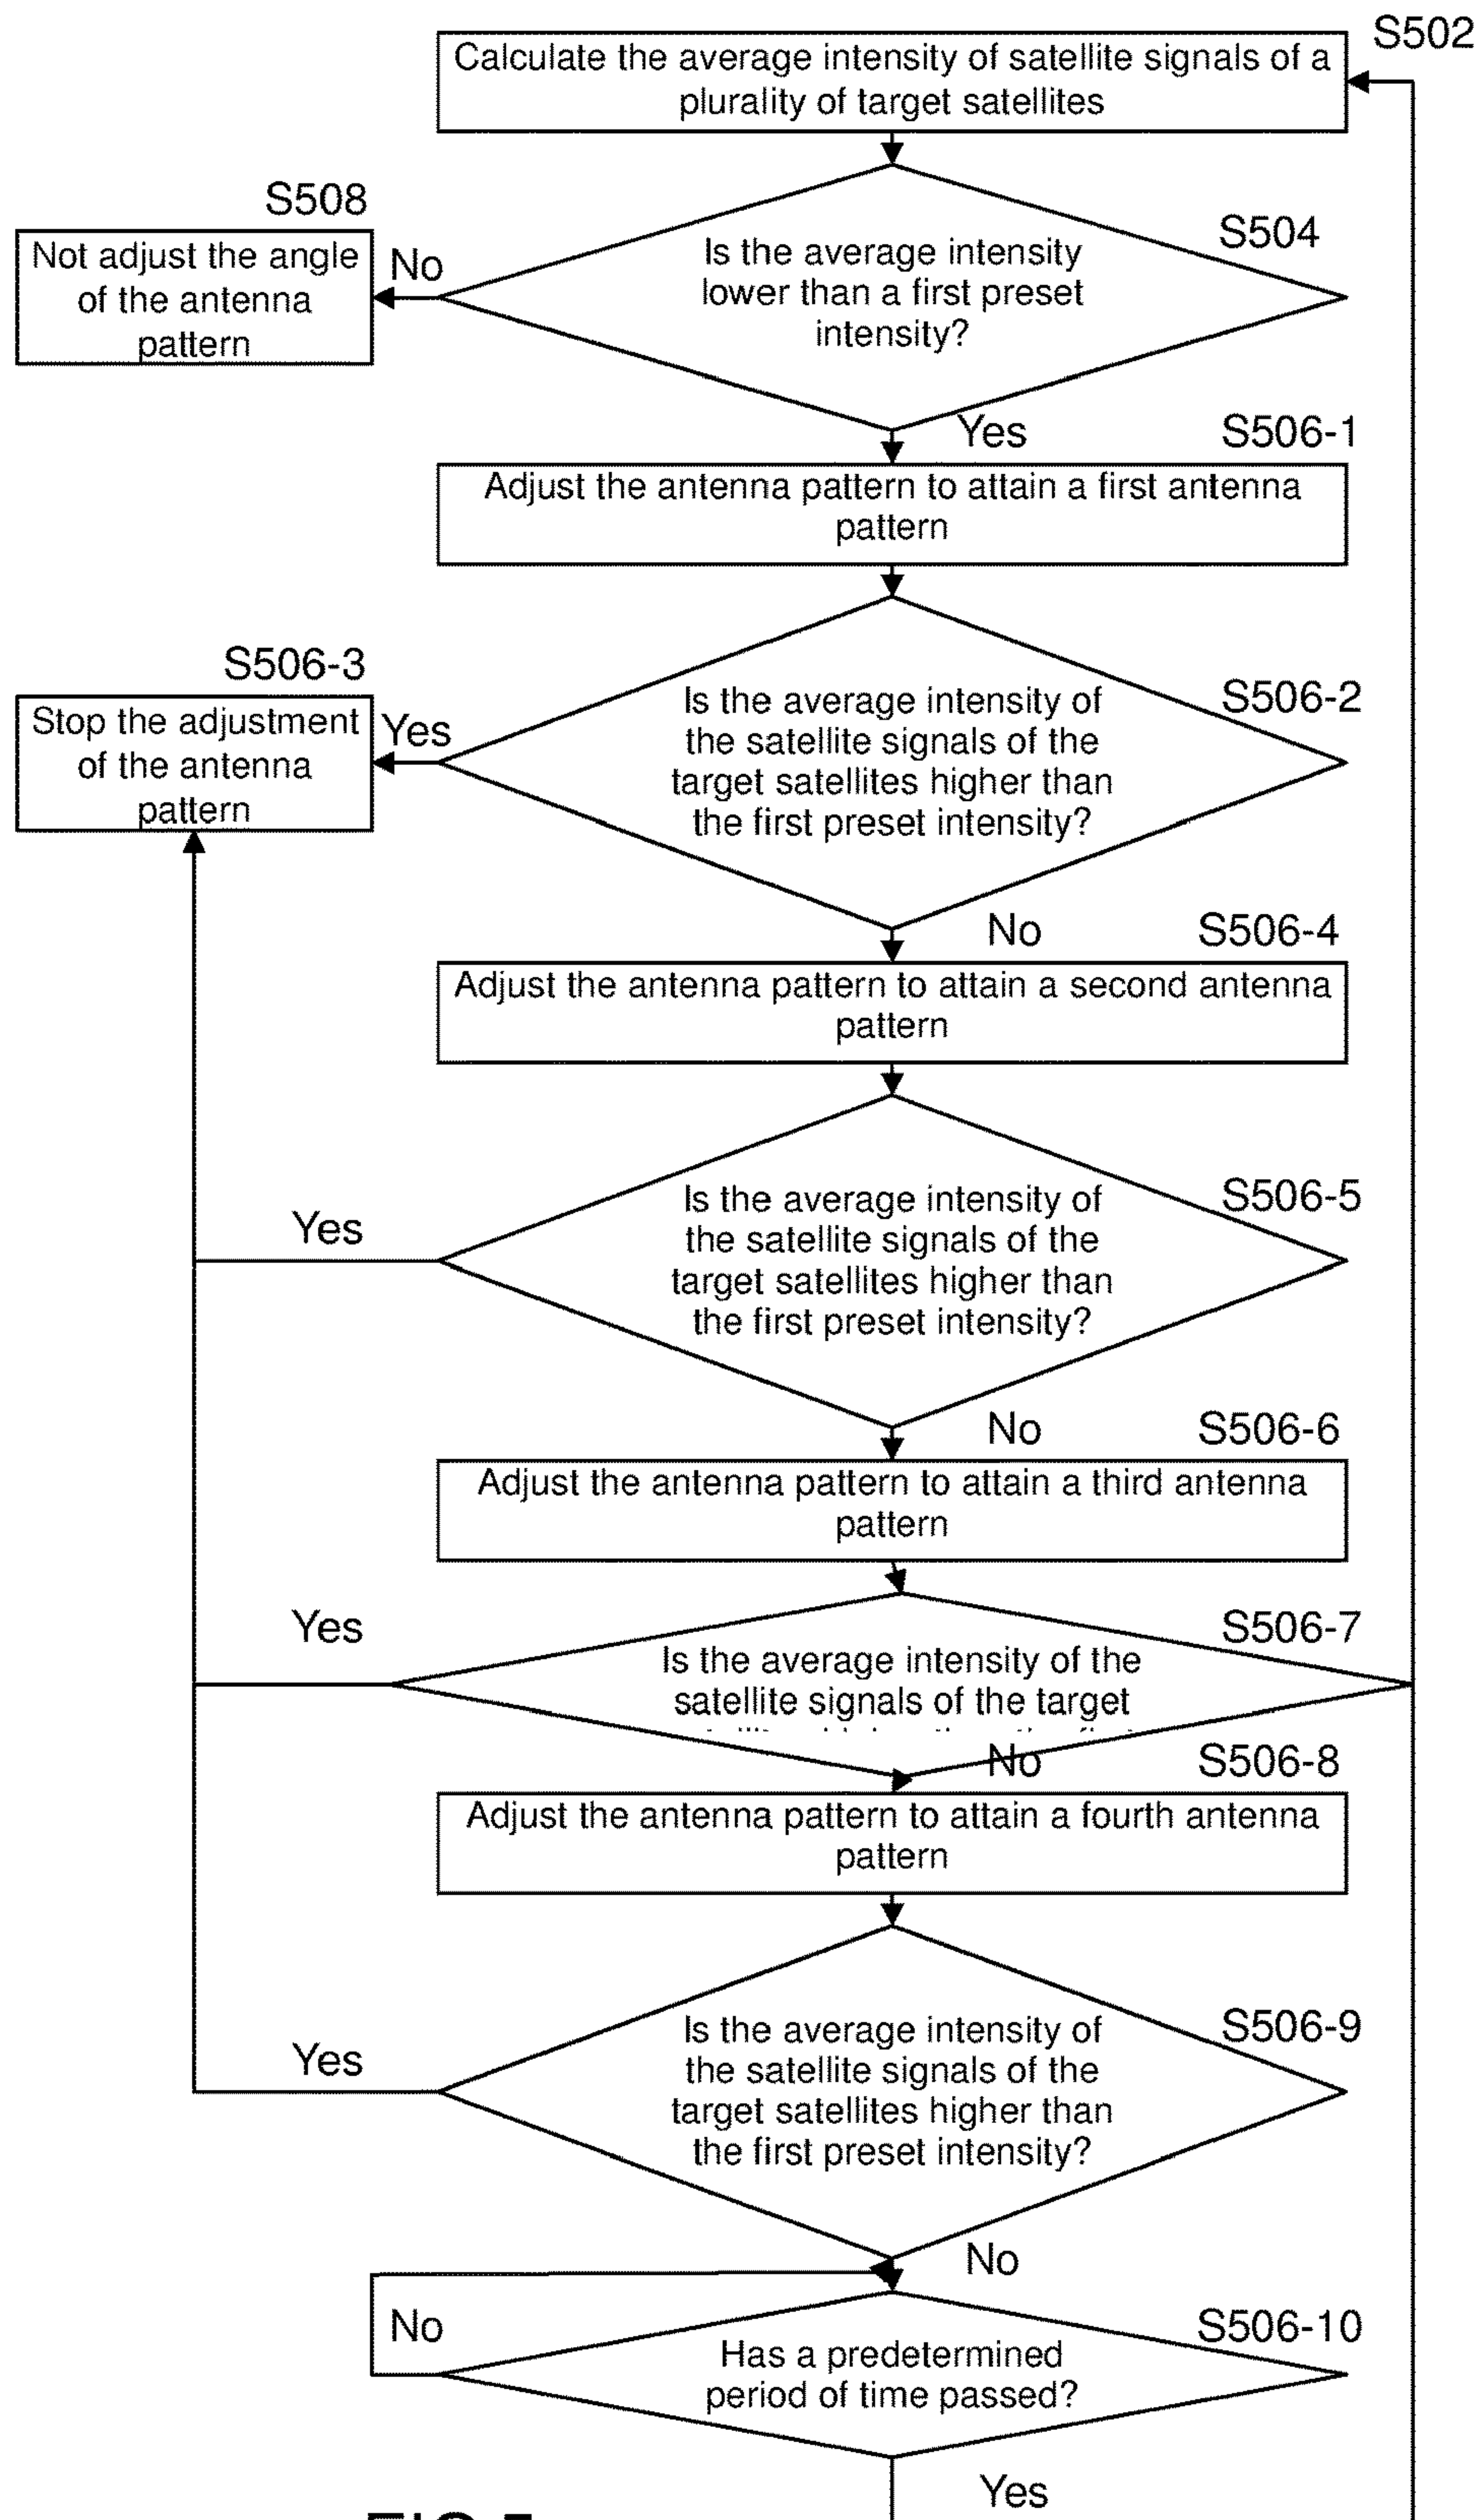 S502
Calculate the average intensity of satellite signals of a
plurality of target satellites
S508
Not adjust the angle
of the antenna
pattern
No
S504
Is the average intensity
lower than a first preset
intensity?
Yes
S506-1
Adjust the antenna pattern to attain a first antenna
pattern
S506-3
Stop the adjustment
of the antenna
pattern
Yes
S506-2
Is the average intensity of
the satellite signals of the
target satellites higher than
the first preset intensity?
No
S506-4
Adjust the antenna pattern to attain a second antenna
pattern
S506-5
Is the average intensity of
the satellite signals of the
target satellites higher than
the first preset intensity?
Yes
No
S506-6
Adjust the antenna pattern to attain a third antenna
pattern
Yes
S506-7
Is the average intensity of the
satellite signals of the target
No
S506-8
Adjust the antenna pattern to attain a fourth antenna
pattern
S506-9
Is the average intensity of
the satellite signals of the
target satellites higher than
the first preset intensity?
Yes
No
No
S506-10
Has a predetermined
period of time passed?
Yes